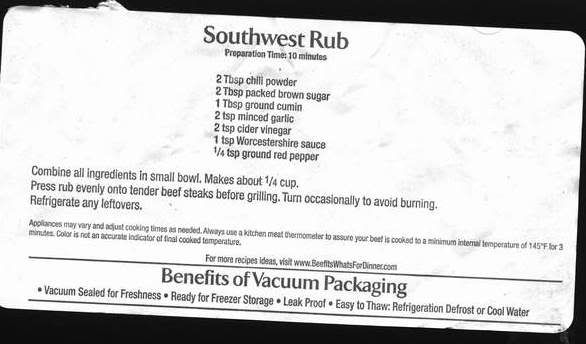 Southwest Rub
Preparation Time: 10 minutes
2 Tbsp chili powder
2 Tbsp packed brown sugar
1 Tbsp ground cumin
2 tsp minced garlic
2 tsp cider vinegar
1 tsp Worcestershire sauce
1/4 tsp ground red pepper
Combine all ingredients in small bowl. Makes about 1/4 cup.
Press rub evenly onto tender beef steaks before grilling. Turn occasionally to avoid burning.
Refrigerate any leftovers.
Appliances may vary and adjust cooking times as needed. Always use a kitchen meat thermometer to assure your beef is cooked to a minimum internal temperature of 145°F for 3
minutes. Color is not an accurate indicator of final cooked temperature.
For more recipes ideas, visit www.BeefitsWhatsForDinner.com
Benefits of Vacuum Packaging
• Vacuum Sealed for Freshness • Ready for Freezer Storage • Leak Proof • Easy to Thaw: Refrigeration Defrost or Cool Water